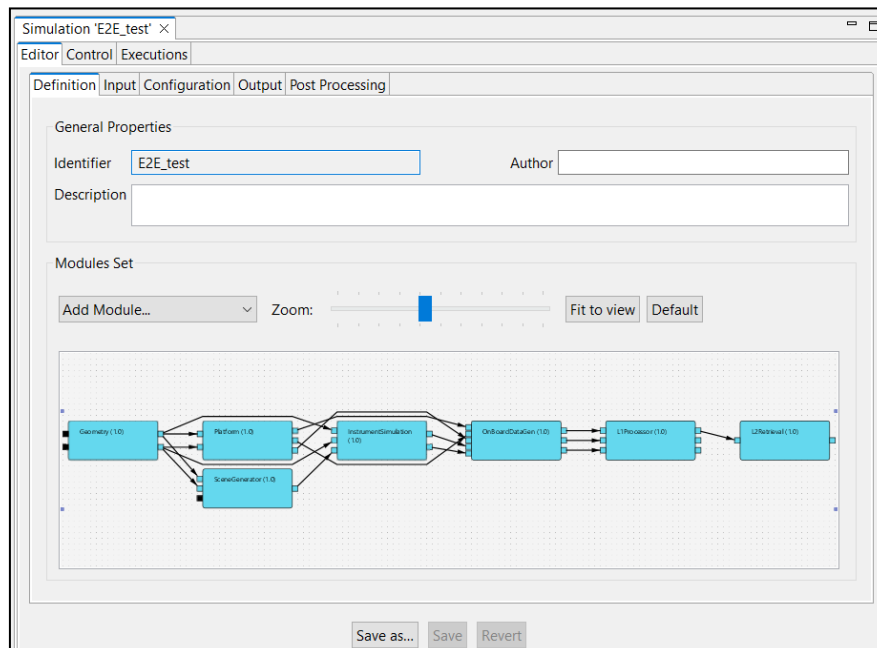 Simulation 'E2E_test'
Editor Control Executions
Definition Input Configuration Output Post Processing
General Properties
Identifier E2E_test Author
Description
Modules Set
Add Module... Zoom: Fit to view Default
Geometry (1.0) Platform (1.0) InstrumentSimulation (1.0) OnBoardDataGen (1.0) L1Processor (1.0) L2Retrieval (1.0)
SceneGenerator (1.0)
Save as... Save Revert